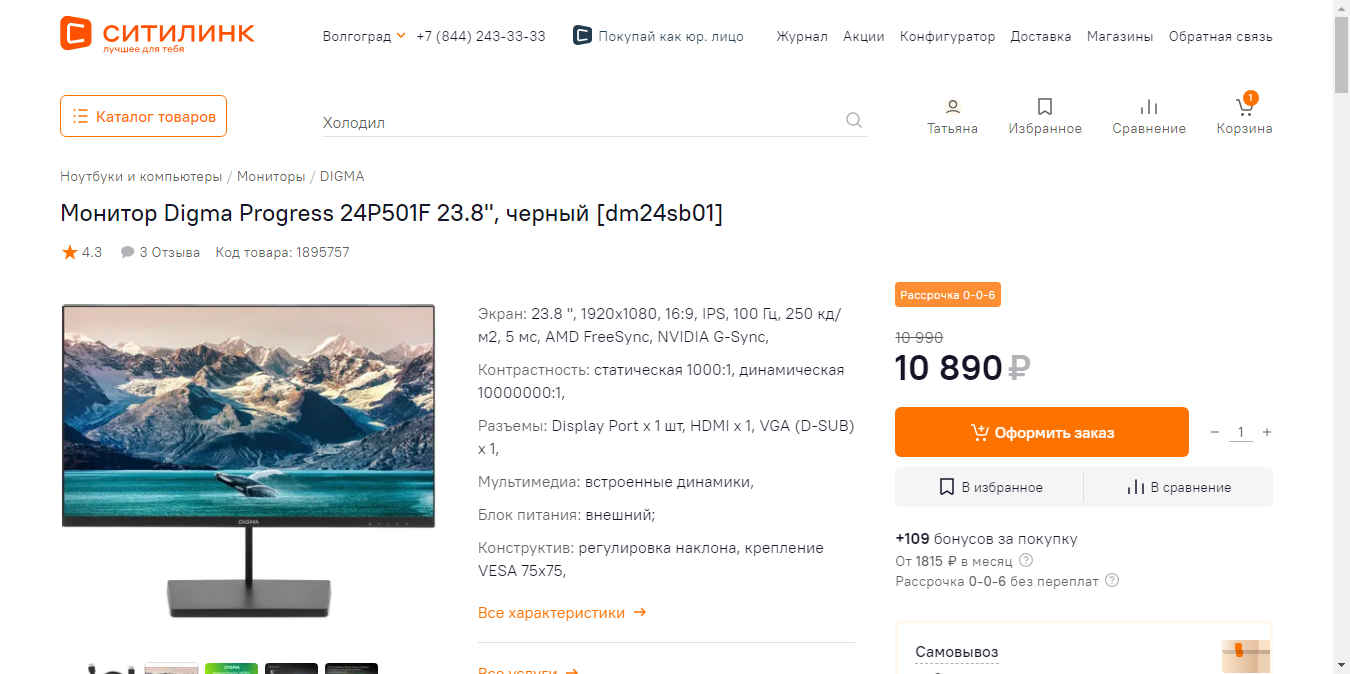 СИТИЛИНК
лучшее для тебя
Волгоград +7 (844) 243-33-33 Покупай как юр. лицо Журнал Акции Конфигуратор Доставка Магазины Обратная связь
Каталог товаров Холодил Татьяна Избранное Сравнение 1 Корзина
Ноутбуки и компьютеры / Мониторы / DIGMA
Монитор Digma Progress 24P501F 23.8", черный [dm24sb01]
4.3 3 Отзыва Код товара: 1895757
DIGMA
Экран: 23.8 ", 1920x1080, 16:9, IPS, 100 Гц, 250 кд/
м2, 5 мс, AMD FreeSync, NVIDIA G-Sync,
Контрастность: статическая 1000:1, динамическая
10000000:1,
Разъемы: Display Port x 1 шт, HDMI x 1, VGA (D-SUB)
x 1,
Мультимедиа: встроенные динамики,
Блок питания: внешний;
Конструктив: регулировка наклона, крепление
VESA 75x75,
Все характеристики →
Все услуги →
Рассрочка 0-0-6
10 990
10 890 ₽
Оформить заказ − 1 +
В избранное В сравнение
+109 бонусов за покупку
От 1815 ₽ в месяц ?
Рассрочка 0-0-6 без переплат ?
Самовывоз